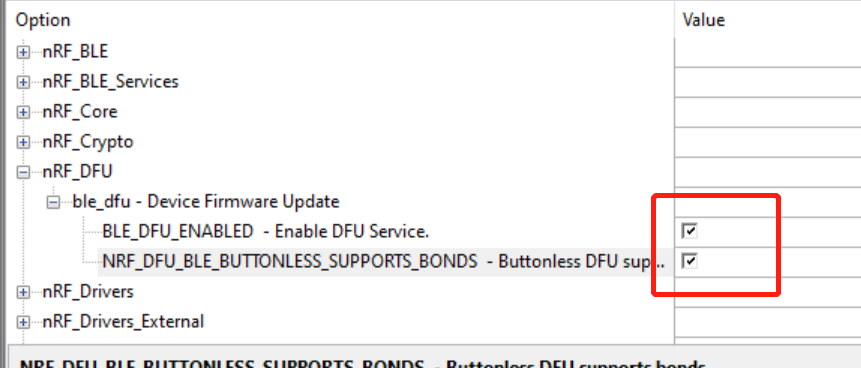 Option Value
nRF_BLE
nRF_BLE_Services
nRF_Core
nRF_Crypto
nRF_DFU
ble_dfu - Device Firmware Update
BLE_DFU_ENABLED - Enable DFU Service.
NRF_DFU_BLE_BUTTONLESS_SUPPORTS_BONDS - Buttonless DFU sup...
nRF_Drivers
nRF_Drivers_External
NRF_DFU_BLE_BUTTONLESS_SUPPORTS_BONDS - Buttonless DFU supports bonds